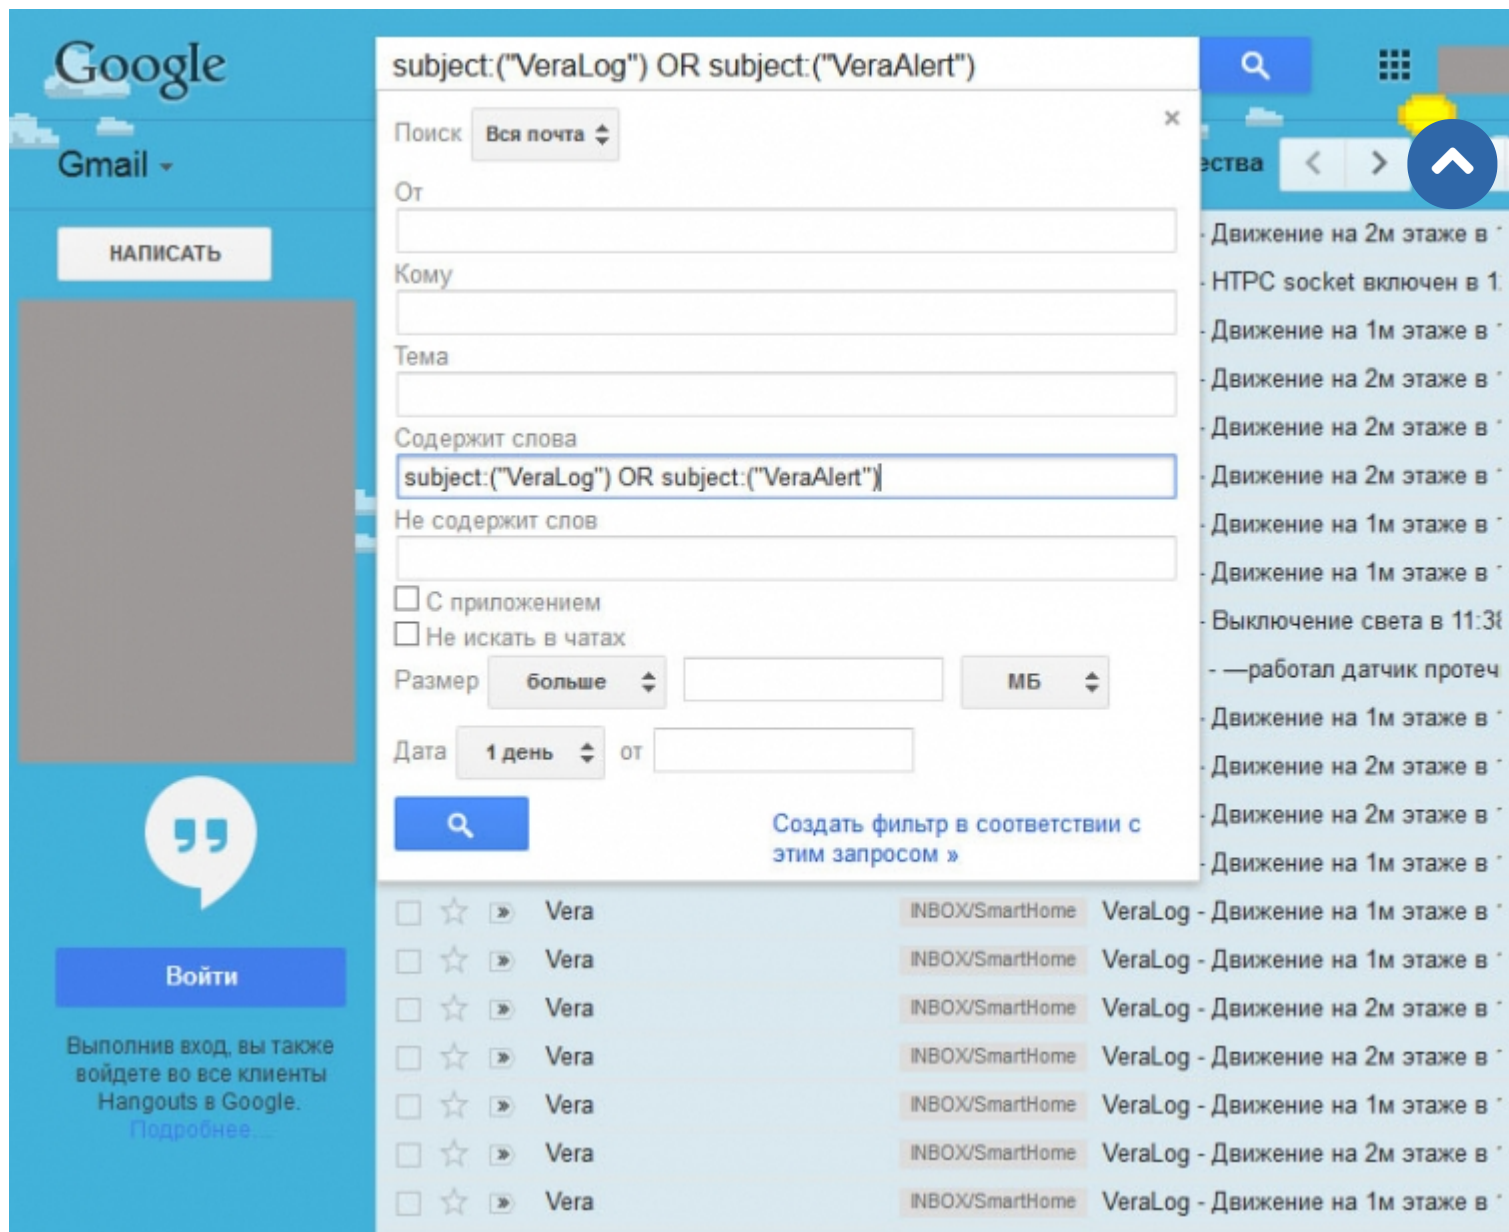 Google
subject:("VeraLog") OR subject:("VeraAlert")
Gmail
НАПИСАТЬ
Поиск Вся почта
ества
От
Кому
Тема
Содержит слова
subject:("VeraLog") OR subject:("VeraAlert")
Не содержит слов
С приложением
Не искать в чатах
Размер больше МБ
Дата 1 день от
Создать фильтр в соответствии с
этим запросом »
- Движение на 2м этаже в
- HTPC socket включен в 1
- Движение на 1м этаже в
- Движение на 2м этаже в
- Движение на 2м этаже в
- Движение на 2м этаже в
- Движение на 1м этаже в
- Движение на 1м этаже в
- Выключение света в 11:38
- —работал датчик протеч
- Движение на 1м этаже в
- Движение на 2м этаже в
- Движение на 2м этаже в
- Движение на 1м этаже в
Vera INBOX/SmartHome VeraLog - Движение на 1м этаже в
Vera INBOX/SmartHome VeraLog - Движение на 1м этаже в
Vera INBOX/SmartHome VeraLog - Движение на 2м этаже в
Vera INBOX/SmartHome VeraLog - Движение на 2м этаже в
Vera INBOX/SmartHome VeraLog - Движение на 1м этаже в
Vera INBOX/SmartHome VeraLog - Движение на 2м этаже в
Vera INBOX/SmartHome VeraLog - Движение на 1м этаже в
Войти
Выполнив вход, вы также
войдете во все клиенты
Hangouts в Google.
Подробнее...